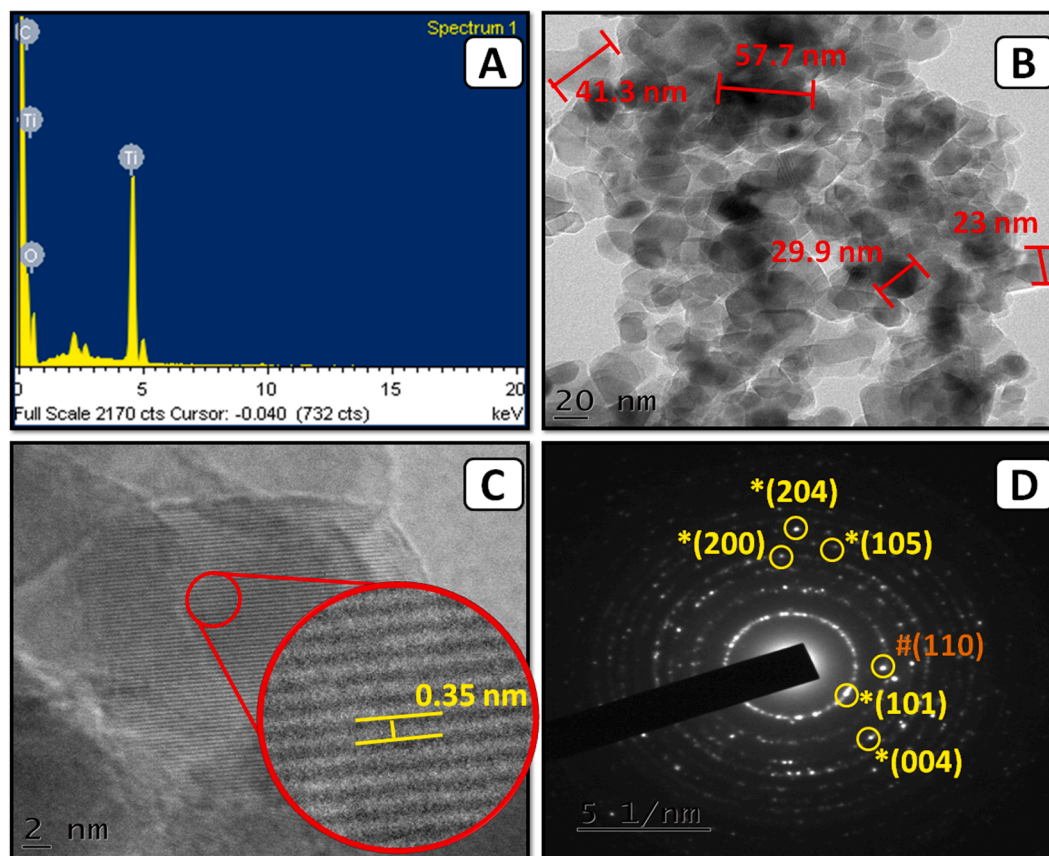 C
Spectrum 1
A
Ti
Ti
O
0 5 10 15 20
Full Scale 2170 cts Cursor: -0.040 (732 cts) keV
B
57.7 nm
41.3 nm
23 nm
29.9 nm
20 nm
C
0.35 nm
2 nm
D
*(204)
*(200)
*(105)
#(110)
*(101)
*(004)
5 1/nm